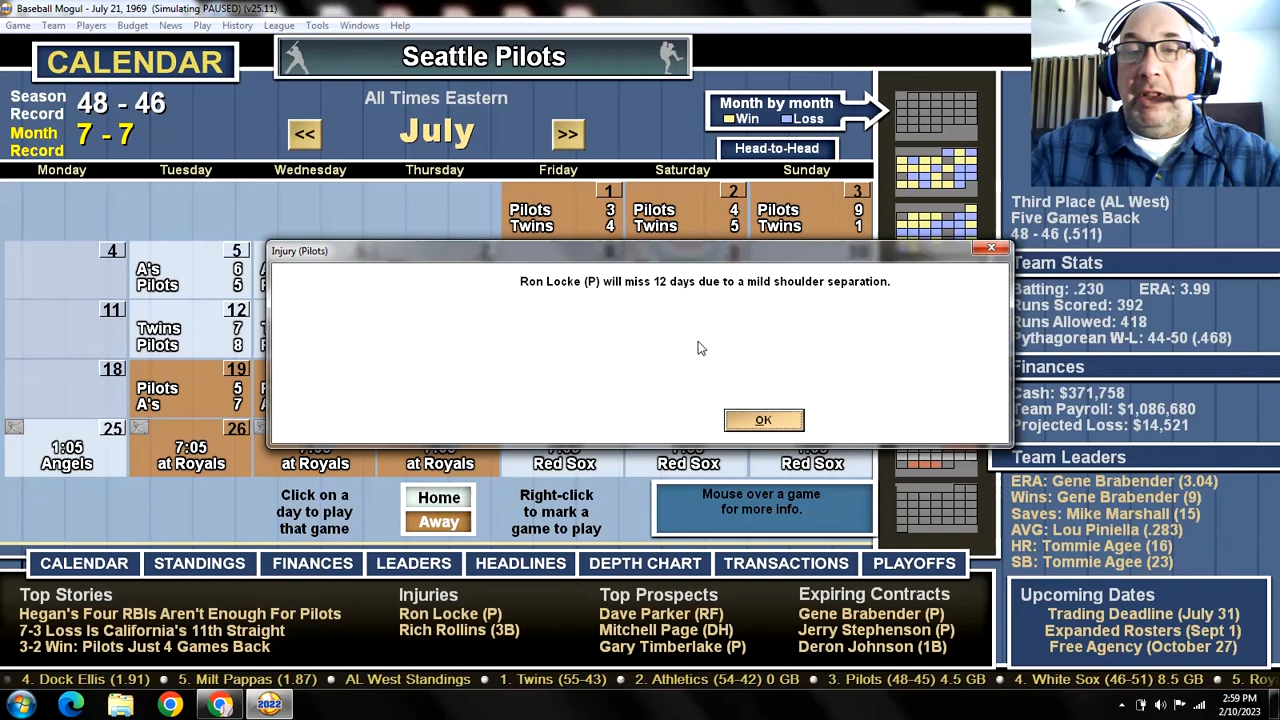 Baseball Mogul - July 21, 1969 (Simulating PAUSED) (v25.11)
Game Team Players Budget News Play History League Tools Windows Help
CALENDAR
Seattle Pilots
Season Record 48 - 46
Month Record 7 - 7
All Times Eastern
<< July >>
Month by month
Win Loss
Head-to-Head
Monday Tuesday Wednesday Thursday Friday Saturday Sunday
1 2 3
Pilots 3 Pilots 4 Pilots 9
Twins 4 Twins 5 Twins 1
4 5
A's 6
Pilots 5
11 12
Twins 7
Pilots 8
18 19
Pilots 5
A's 7
25 26
1:05 7:05
Angels at Royals at Royals at Royals Red Sox Red Sox Red Sox
Injury (Pilots)
Ron Locke (P) will miss 12 days due to a mild shoulder separation.
OK
Click on a day to play that game
Home
Away
Right-click to mark a game to play
Mouse over a game
for more info.
Third Place (AL West)
Five Games Back
48 - 46 (.511)
Team Stats
Batting: .230 ERA: 3.99
Runs Scored: 392
Runs Allowed: 418
Pythagorean W-L: 44-50 (.468)
Finances
Cash: $371,758
Team Payroll: $1,086,680
Projected Loss: $14,521
Team Leaders
ERA: Gene Brabender (3.04)
Wins: Gene Brabender (9)
Saves: Mike Marshall (15)
AVG: Lou Piniella (.283)
HR: Tommie Agee (16)
SB: Tommie Agee (23)
CALENDAR STANDINGS FINANCES LEADERS HEADLINES DEPTH CHART TRANSACTIONS PLAYOFFS
Top Stories
Hegan's Four RBIs Aren't Enough For Pilots
7-3 Loss Is California's 11th Straight
3-2 Win: Pilots Just 4 Games Back
Injuries
Ron Locke (P)
Rich Rollins (3B)
Top Prospects
Dave Parker (RF)
Mitchell Page (DH)
Gary Timberlake (P)
Expiring Contracts
Gene Brabender (P)
Jerry Stephenson (P)
Deron Johnson (1B)
Upcoming Dates
Trading Deadline (July 31)
Expanded Rosters (Sept 1)
Free Agency (October 27)
4. Dock Ellis (1.91) • 5. Milt Pappas (1.87) • AL West Standings • 1. Twins (55-43) • 2. Athletics (54-42) 0 GB • 3. Pilots (48-45) 4.5 GB • 4. White Sox (46-51) 8.5 GB • 5. Roy
2022
2:59 PM
2/10/2023